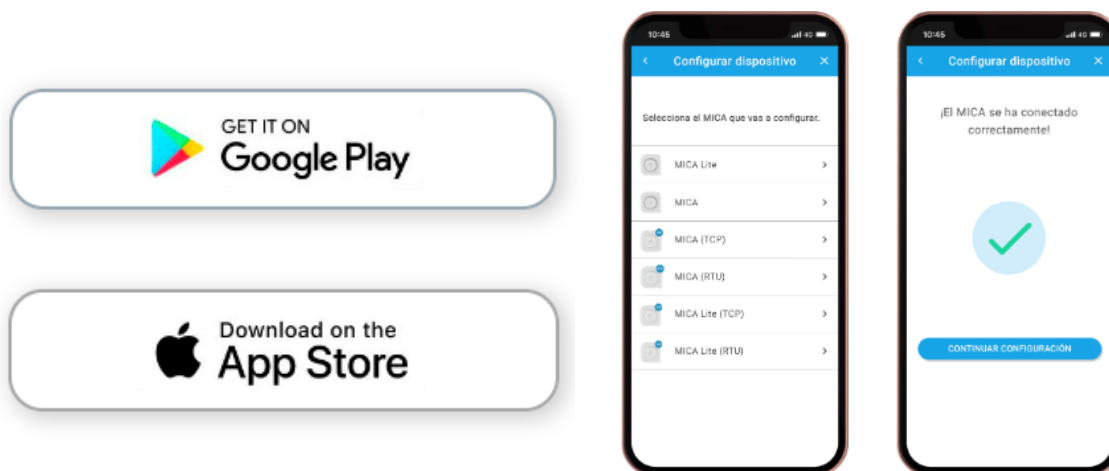 GET IT ON
Google Play
Download on the
App Store
10:45
4G
Configurar dispositivo
Selecciona el MICA que vas a configurar.
MICA Lite
MICA
MICA (TCP)
MICA (RTU)
MICA Lite (TCP)
MICA Lite (RTU)
10:45
4G
Configurar dispositivo
¡El MICA se ha conectado
correctamente!
CONTINUAR CONFIGURACIÓN